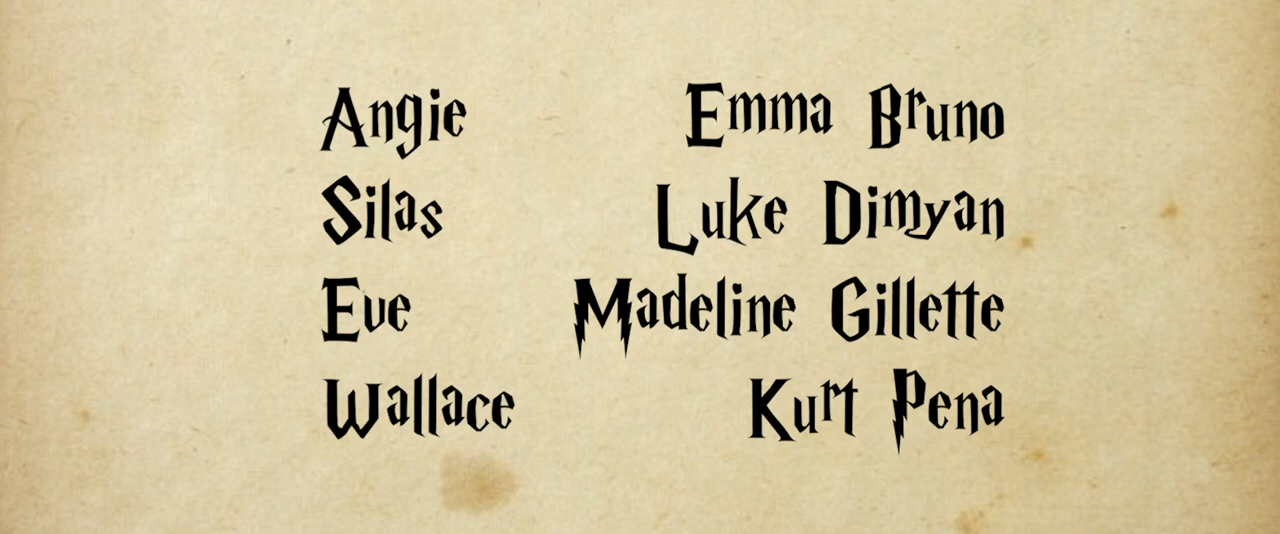 Angie Emma Bruno
Silas Luke Dimyan
Eve Madeline Gillette
Wallace Kurt Pena